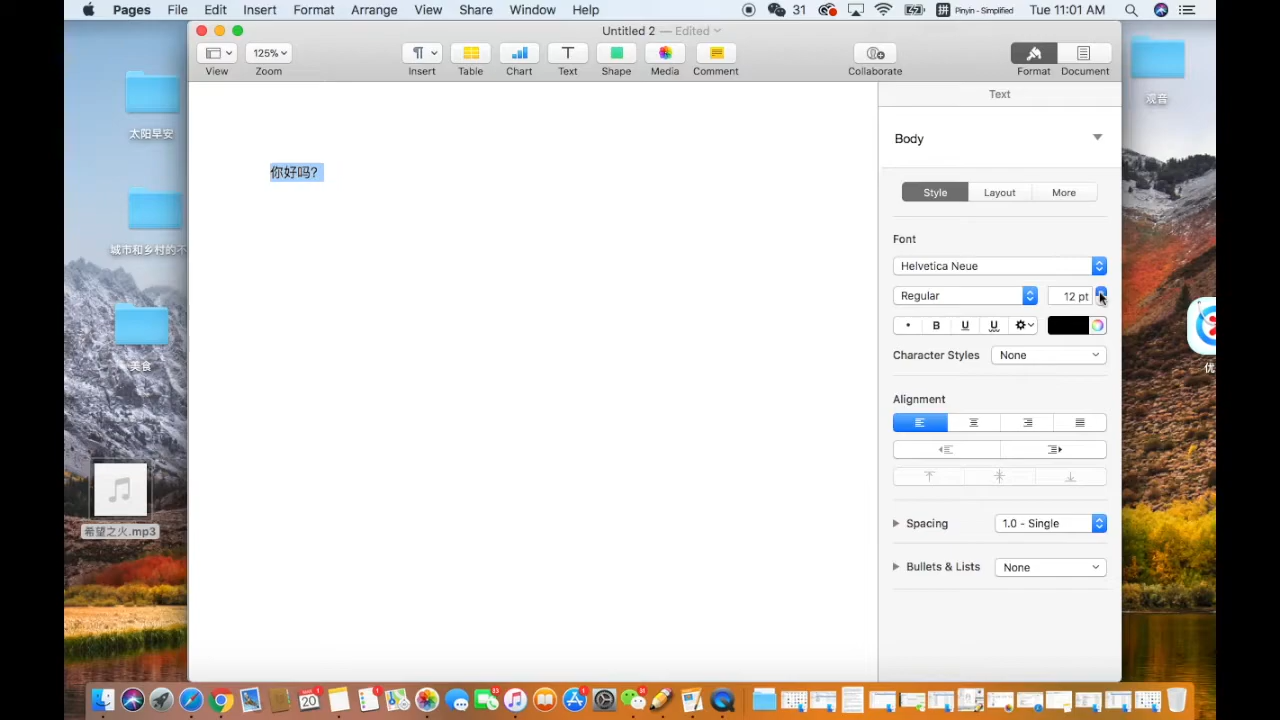 Pages File Edit Insert Format Arrange View Share Window Help 31 Pinyin - Simplified Tue 11:01 AM
Untitled 2 — Edited
125%
View Zoom Insert Table Chart Text Shape Media Comment Collaborate Format Document
Text
Body
Style Layout More
Font
Helvetica Neue
Regular 12 pt
B U U
Character Styles None
Alignment
Spacing 1.0 - Single
Bullets & Lists None
你好吗?
太阳早安
城市和乡村的不
美食
希望之火.mp3
观音
优
20